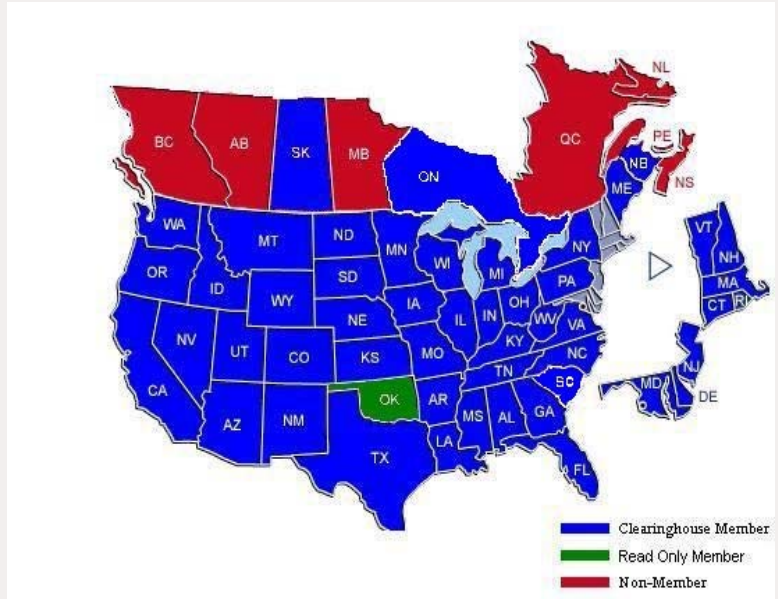 NL
BC
AB
SK
MB
ON
QC
PE
NB
NS
ME
WA
MT
ND
MN
OR
ID
SD
WI
MI
NY
VT
NH
WY
PA
MA
IA
NE
IL
IN
OH
CT
RI
NV
UT
CO
KS
MO
WV
VA
KY
CA
NC
TN
NJ
OK
AR
SC
MD
DE
AZ
NM
MS
AL
GA
TX
LA
FL
Clearinghouse Member
Read Only Member
Non-Member